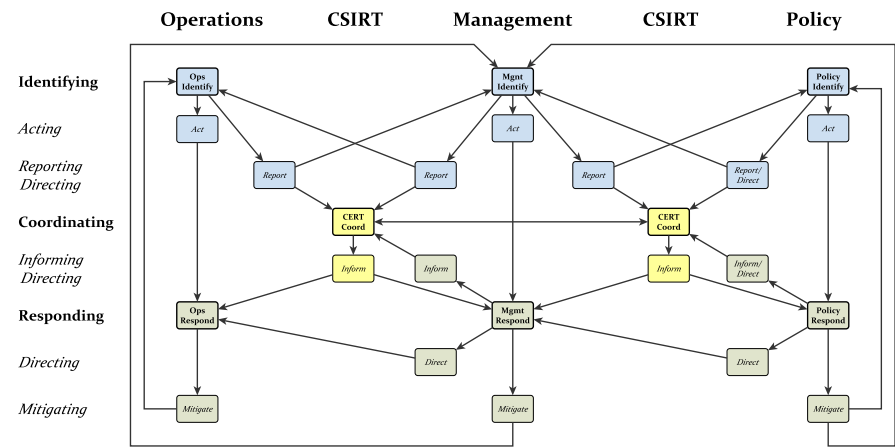 Operations CSIRT Management CSIRT Policy
Identifying
Ops
Identify
Mgnt
Identify
Policy
Identify
Acting
Act
Act
Act
Reporting
Directing
Report
Report
Report
Report/
Direct
Coordinating
CERT
Coord
CERT
Coord
Informing
Directing
Inform
Inform
Inform
Inform/
Direct
Responding
Ops
Respond
Mgmt
Respond
Policy
Respond
Directing
Direct
Direct
Mitigating
Mitigate
Mitigate
Mitigate